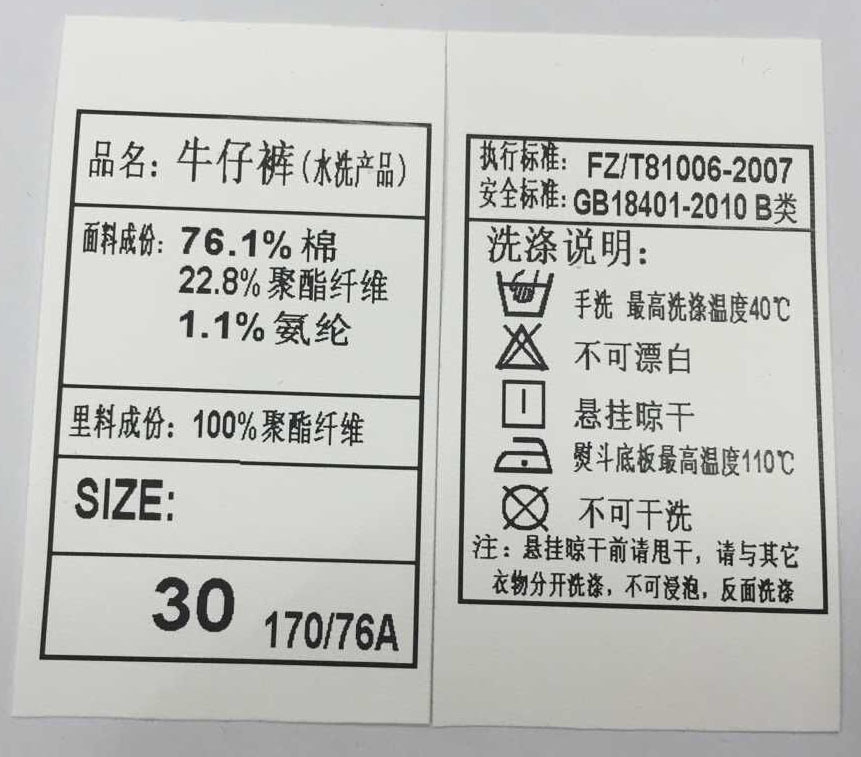 品名：牛仔裤(水洗产品)
面料成份：76.1%棉
22.8%聚酯纤维
1.1%氨纶
里料成份：100%聚酯纤维
SIZE:
30 170/76A
执行标准：FZ/T81006-2007
安全标准:GB18401-2010 B类
洗涤说明：
手洗 最高洗涤温度40℃
不可漂白
悬挂晾干
熨斗底板最高温度110℃
不可干洗
注：悬挂晾干前请甩干，请与其它
衣物分开洗涤，不可浸泡，反面洗涤